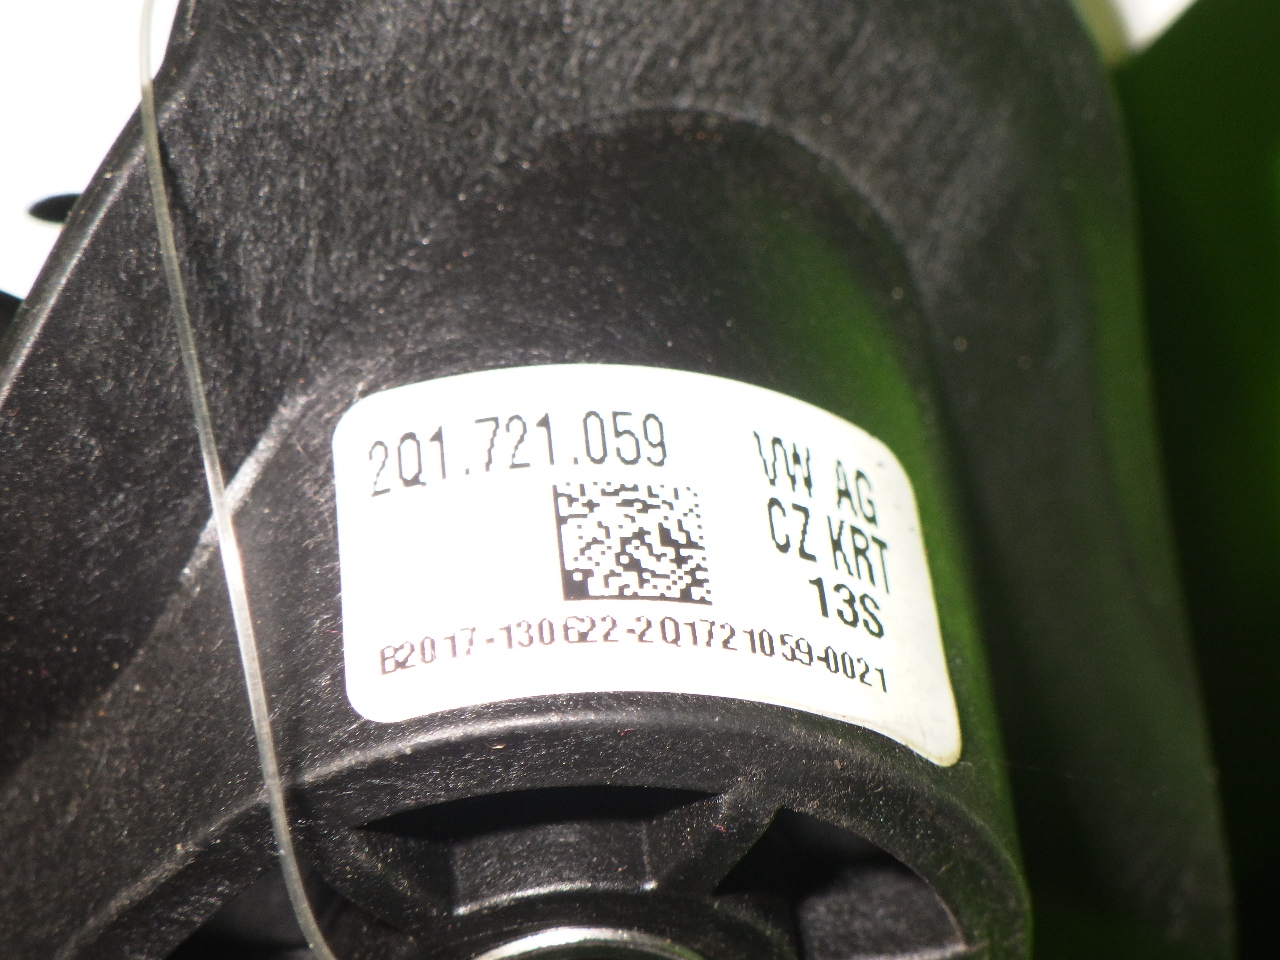 2Q1.721.059
VW AG
CZ KRT
13S
B2017-130622-2Q1721059-0021